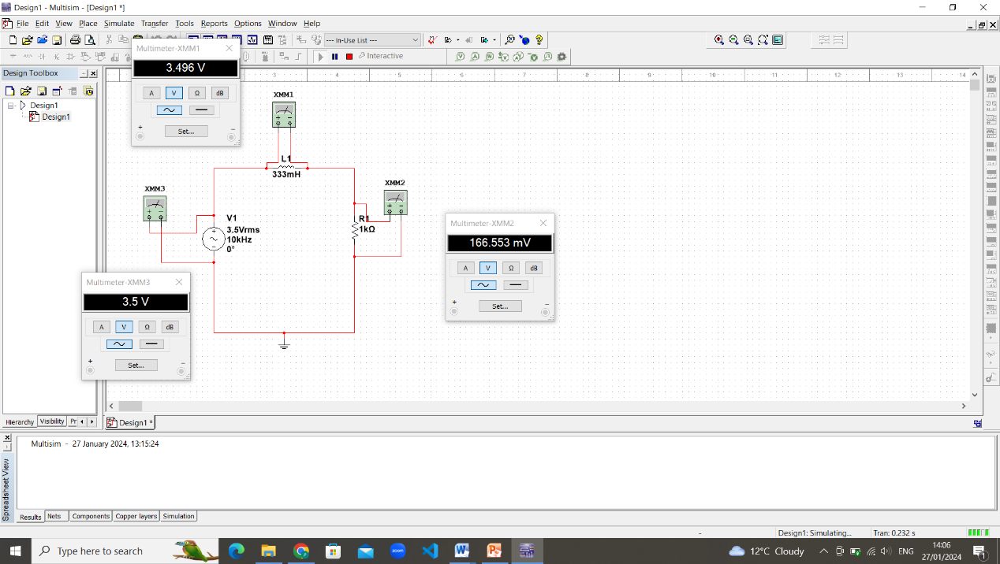 Design1 - Multisim - [Design1 *]
File Edit View Place Simulate Transfer Tools Reports Options Window Help
--- In-Use List ---
Interactive
Design Toolbox
Design1
Design1
Multimeter-XMM1
3.496 V
A V Ω dB
+ Set... −
3 4 5 6 7 8 9 10 11 12 13 14
XMM1
+ −
L1
333mH
XMM3
+ −
XMM2
+ −
V1
3.5Vrms
10kHz
0°
R1
1kΩ
Multimeter-XMM2
166.553 mV
A V Ω dB
+ Set... −
Multimeter-XMM3
3.5 V
A V Ω dB
+ Set... −
Hierarchy Visibility Pr
Design1 *
Multisim - 27 January 2024, 13:15:24
Spreadsheet View
Results Nets Components Copper layers Simulation
- Design1: Simulating... Tran: 0.232 s
Type here to search
zoom
12°C Cloudy
ENG
14:06
27/01/2024
1